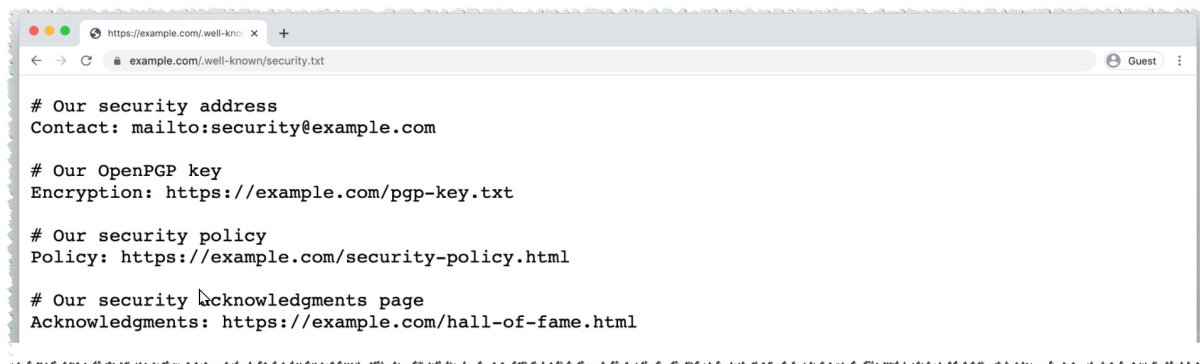 https://example.com/.well-kno
example.com/.well-known/security.txt
Guest
# Our security address
Contact: mailto:security@example.com
# Our OpenPGP key
Encryption: https://example.com/pgp-key.txt
# Our security policy
Policy: https://example.com/security-policy.html
# Our security acknowledgments page
Acknowledgments: https://example.com/hall-of-fame.html